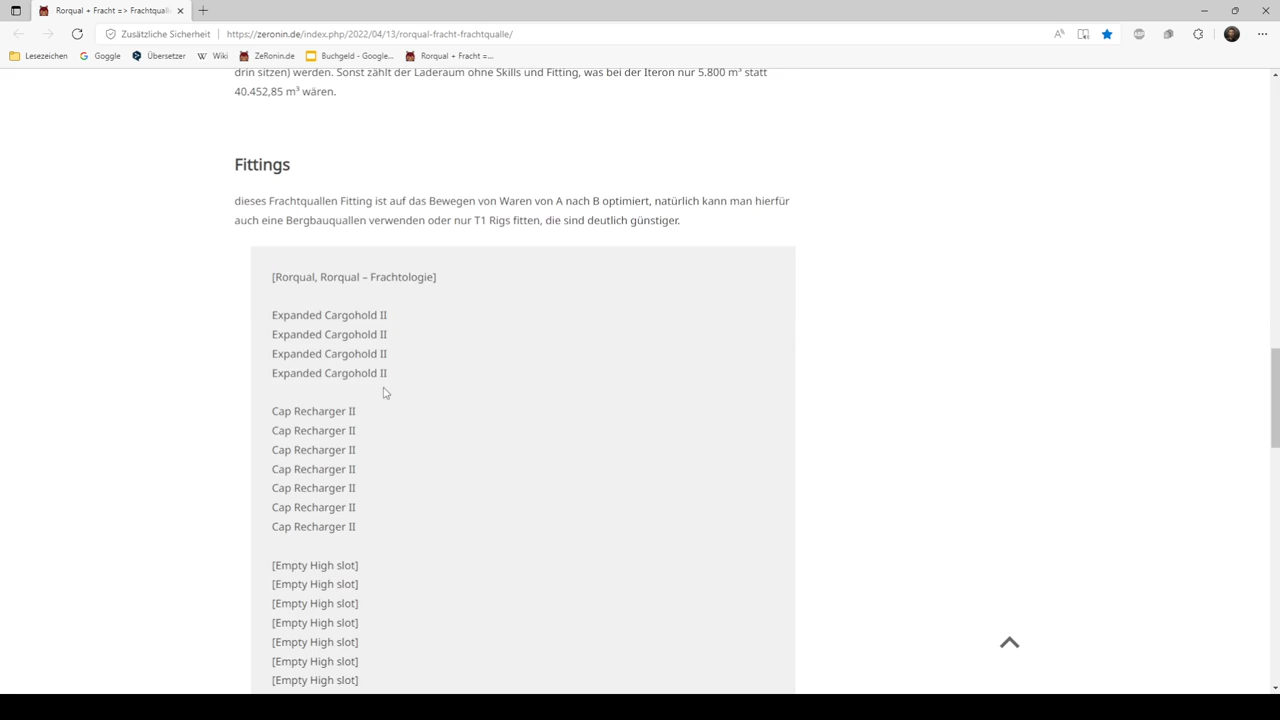 Rorqual + Fracht => Frachtqualle
Zusätzliche Sicherheit
https://zeronin.de/index.php/2022/04/13/rorqual-fracht-frachtqualle/
Lesezeichen
Goggle
Übersetzer
Wiki
ZeRonin.de
Buchgeld - Google...
Rorqual + Fracht =...
drin sitzen) werden. Sonst zählt der Laderaum ohne Skills und Fitting, was bei der Iteron nur 5.800 m³ statt
40.452,85 m³ wären.
Fittings
dieses Frachtquallen Fitting ist auf das Bewegen von Waren von A nach B optimiert, natürlich kann man hierfür
auch eine Bergbauquallen verwenden oder nur T1 Rigs fitten, die sind deutlich günstiger.
[Rorqual, Rorqual – Frachtologie]
Expanded Cargohold II
Expanded Cargohold II
Expanded Cargohold II
Expanded Cargohold II
Cap Recharger II
Cap Recharger II
Cap Recharger II
Cap Recharger II
Cap Recharger II
Cap Recharger II
Cap Recharger II
[Empty High slot]
[Empty High slot]
[Empty High slot]
[Empty High slot]
[Empty High slot]
[Empty High slot]
[Empty High slot]